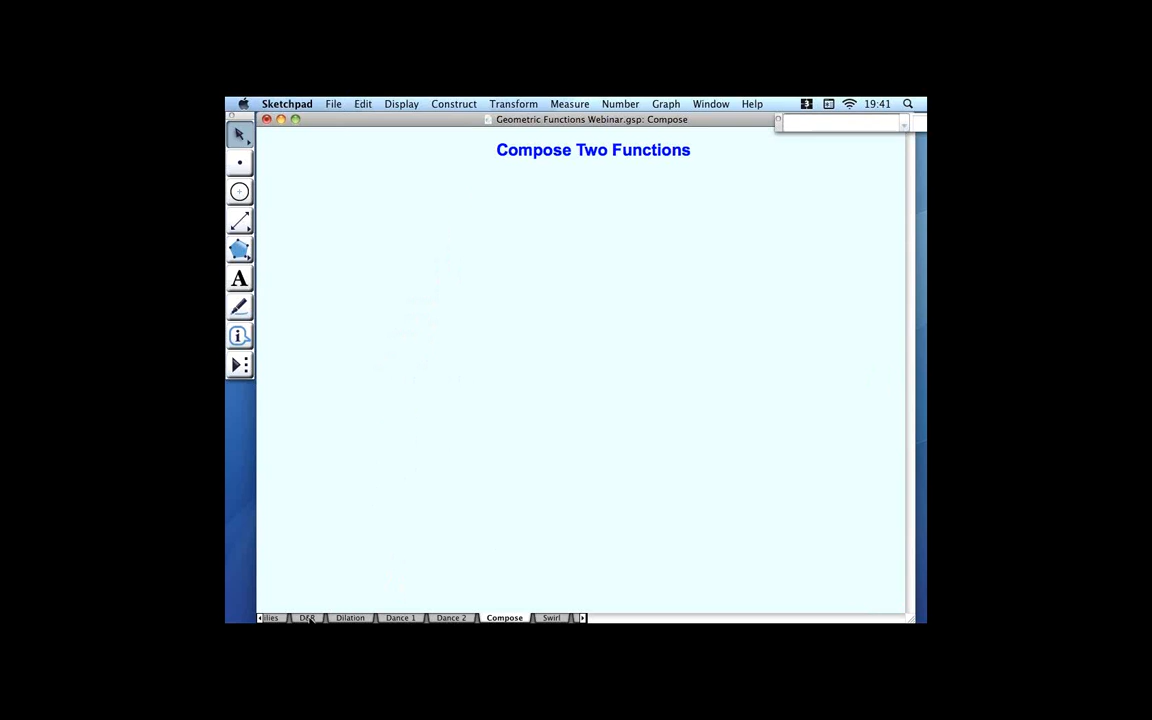 Sketchpad File Edit Display Construct Transform Measure Number Graph Window Help 19:41
Geometric Functions Webinar.gsp: Compose
Compose Two Functions
A
ilies D&R Dilation Dance 1 Dance 2 Compose Swirl